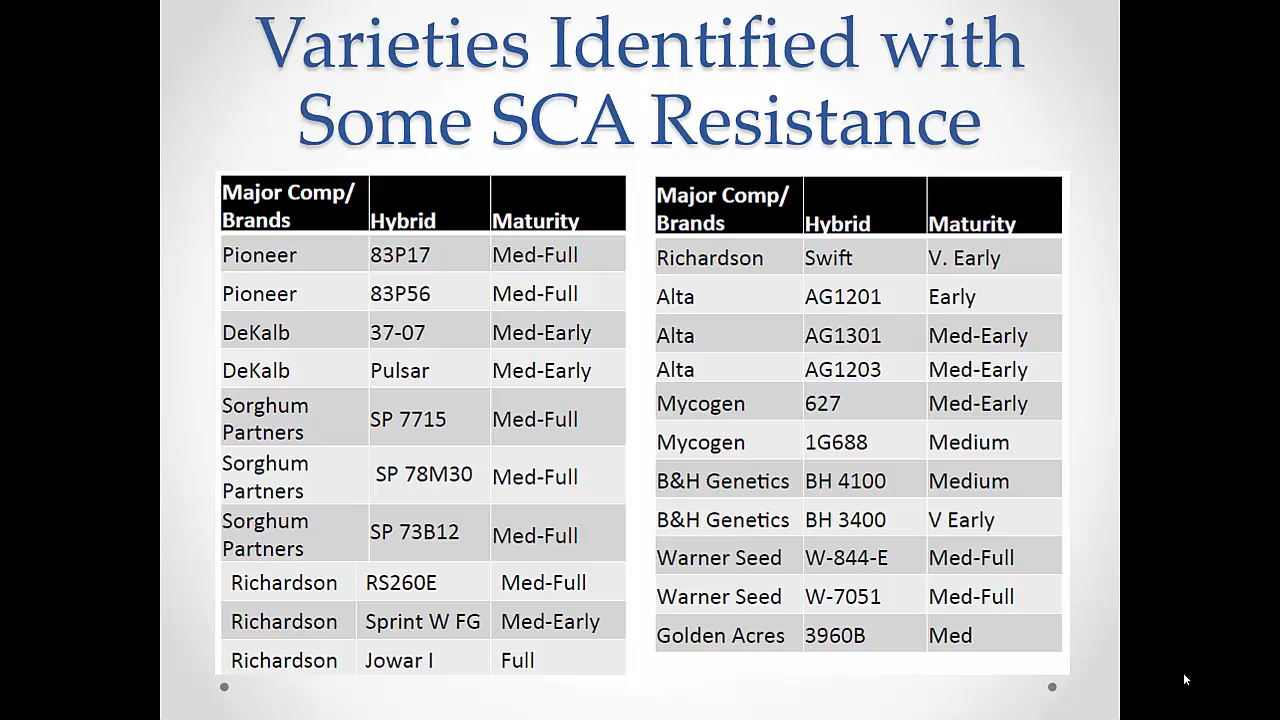 Varieties Identified with
Some SCA Resistance
Major Comp/
Brands Hybrid Maturity
Pioneer 83P17 Med-Full
Pioneer 83P56 Med-Full
DeKalb 37-07 Med-Early
DeKalb Pulsar Med-Early
Sorghum
Partners SP 7715 Med-Full
Sorghum
Partners SP 78M30 Med-Full
Sorghum
Partners SP 73B12 Med-Full
Richardson RS260E Med-Full
Richardson Sprint W FG Med-Early
Richardson Jowar I Full
Major Comp/
Brands Hybrid Maturity
Richardson Swift V. Early
Alta AG1201 Early
Alta AG1301 Med-Early
Alta AG1203 Med-Early
Mycogen 627 Med-Early
Mycogen 1G688 Medium
B&H Genetics BH 4100 Medium
B&H Genetics BH 3400 V Early
Warner Seed W-844-E Med-Full
Warner Seed W-7051 Med-Full
Golden Acres 3960B Med